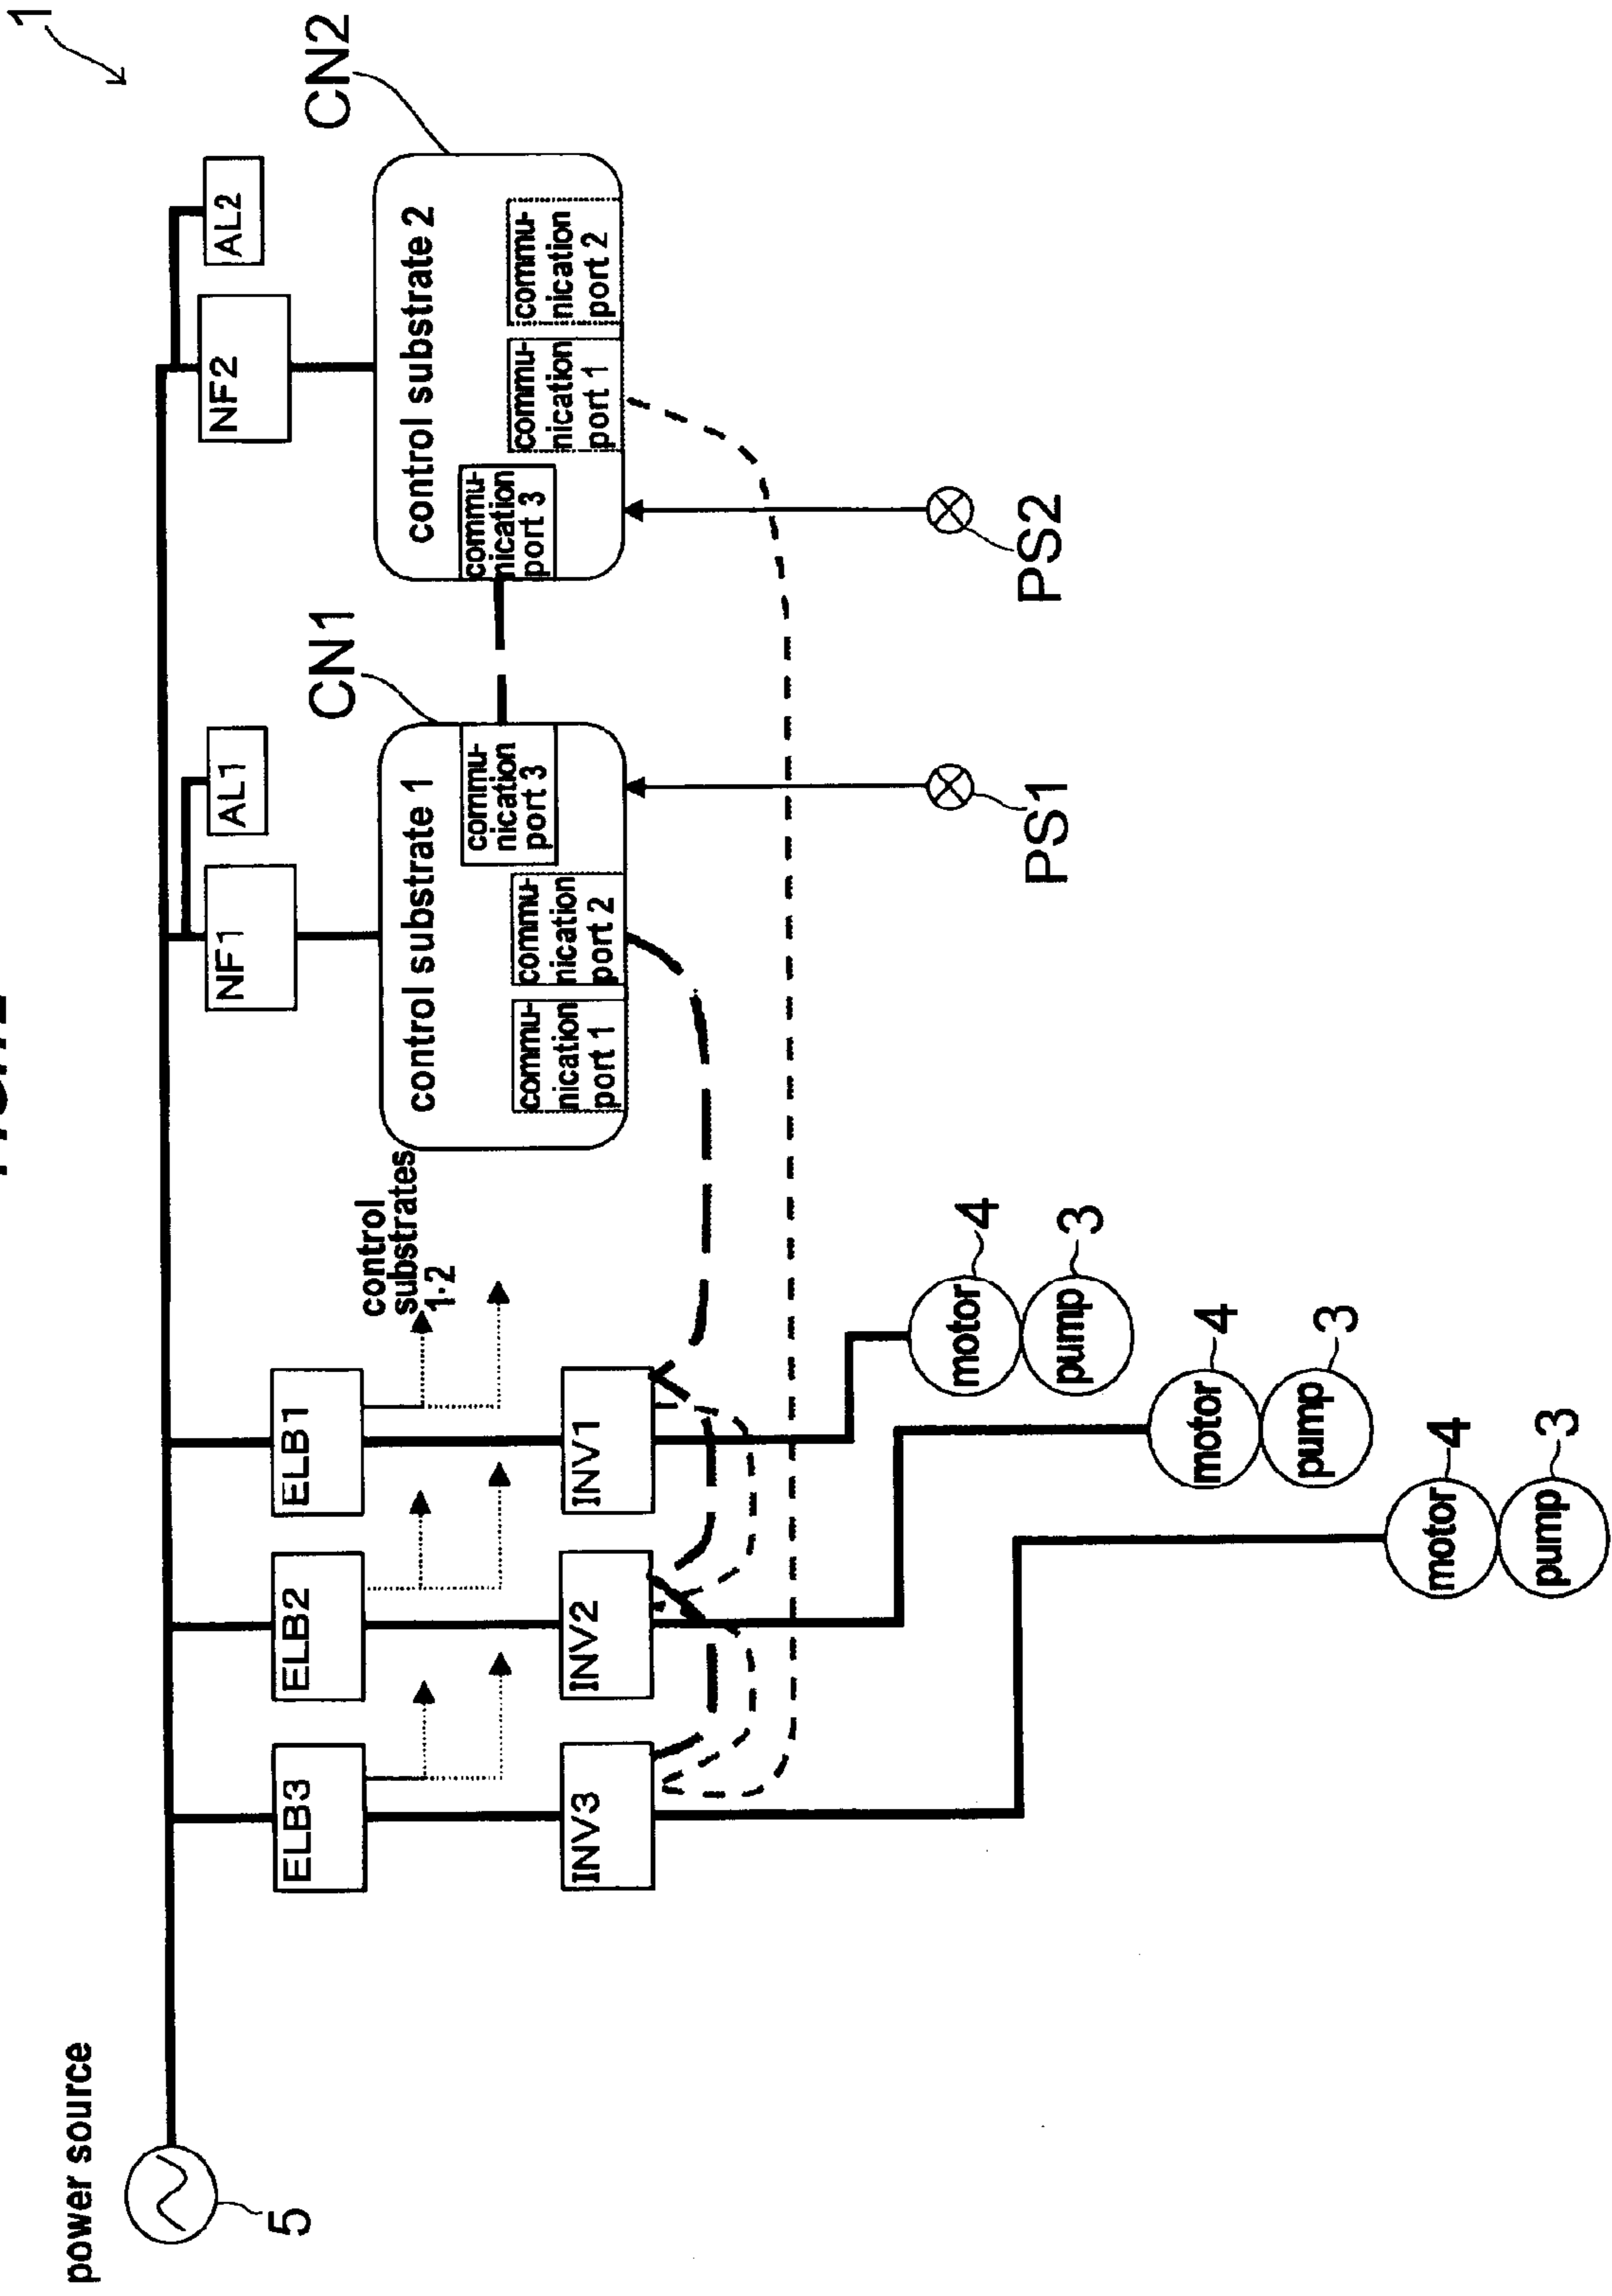 1
power source
5
AL1
AL2
NF1
NF2
CN1
CN2
control substrate 1
commu-
nication
port 1
commu-
nication
port 2
commu-
nication
port 3
control substrate 2
commu-
nication
port 3
commu-
nication
port 1
commu-
nication
port 2
control
substrates
1·2
ELB3
ELB2
ELB1
INV3
INV2
INV1
PS1
PS2
motor
4
pump
3
motor
4
pump
3
motor
4
pump
3